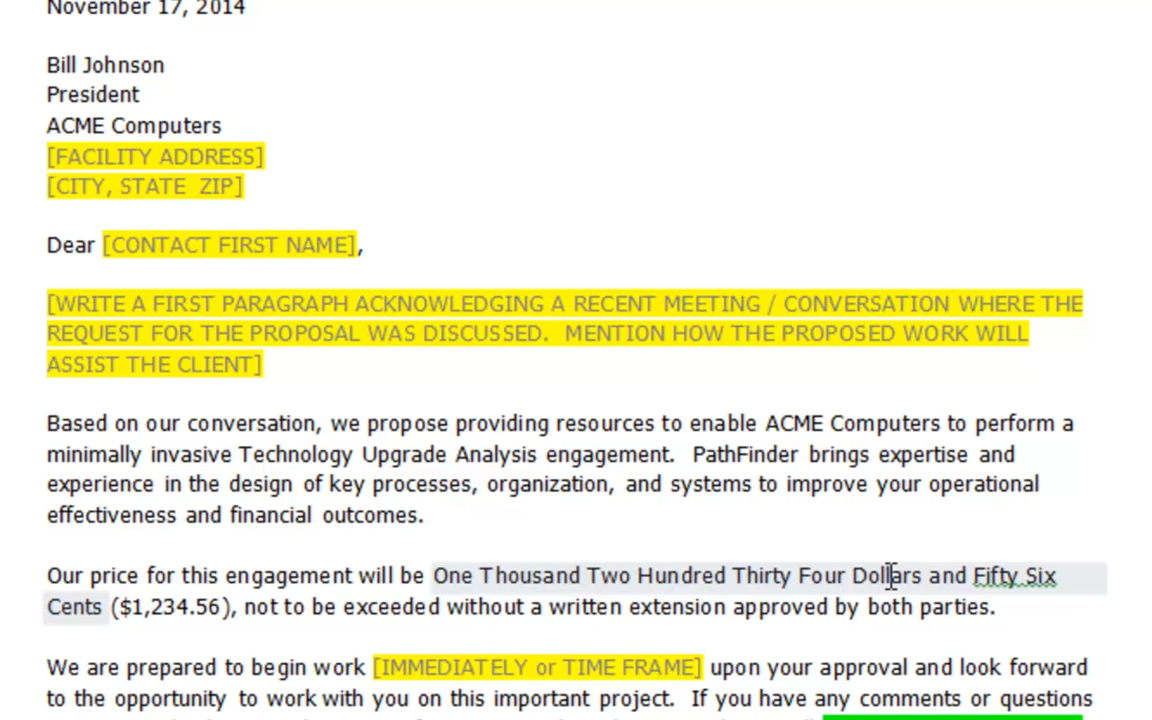 November 17, 2014
Bill Johnson
President
ACME Computers
[FACILITY ADDRESS]
[CITY, STATE  ZIP]
Dear [CONTACT FIRST NAME],
[WRITE A FIRST PARAGRAPH ACKNOWLEDGING A RECENT MEETING / CONVERSATION WHERE THE
REQUEST FOR THE PROPOSAL WAS DISCUSSED.  MENTION HOW THE PROPOSED WORK WILL
ASSIST THE CLIENT]
Based on our conversation, we propose providing resources to enable ACME Computers to perform a
minimally invasive Technology Upgrade Analysis engagement.  PathFinder brings expertise and
experience in the design of key processes, organization, and systems to improve your operational
effectiveness and financial outcomes.
Our price for this engagement will be One Thousand Two Hundred Thirty Four Dollars and Fifty Six
Cents ($1,234.56), not to be exceeded without a written extension approved by both parties.
We are prepared to begin work [IMMEDIATELY or TIME FRAME] upon your approval and look forward
to the opportunity to work with you on this important project.  If you have any comments or questions